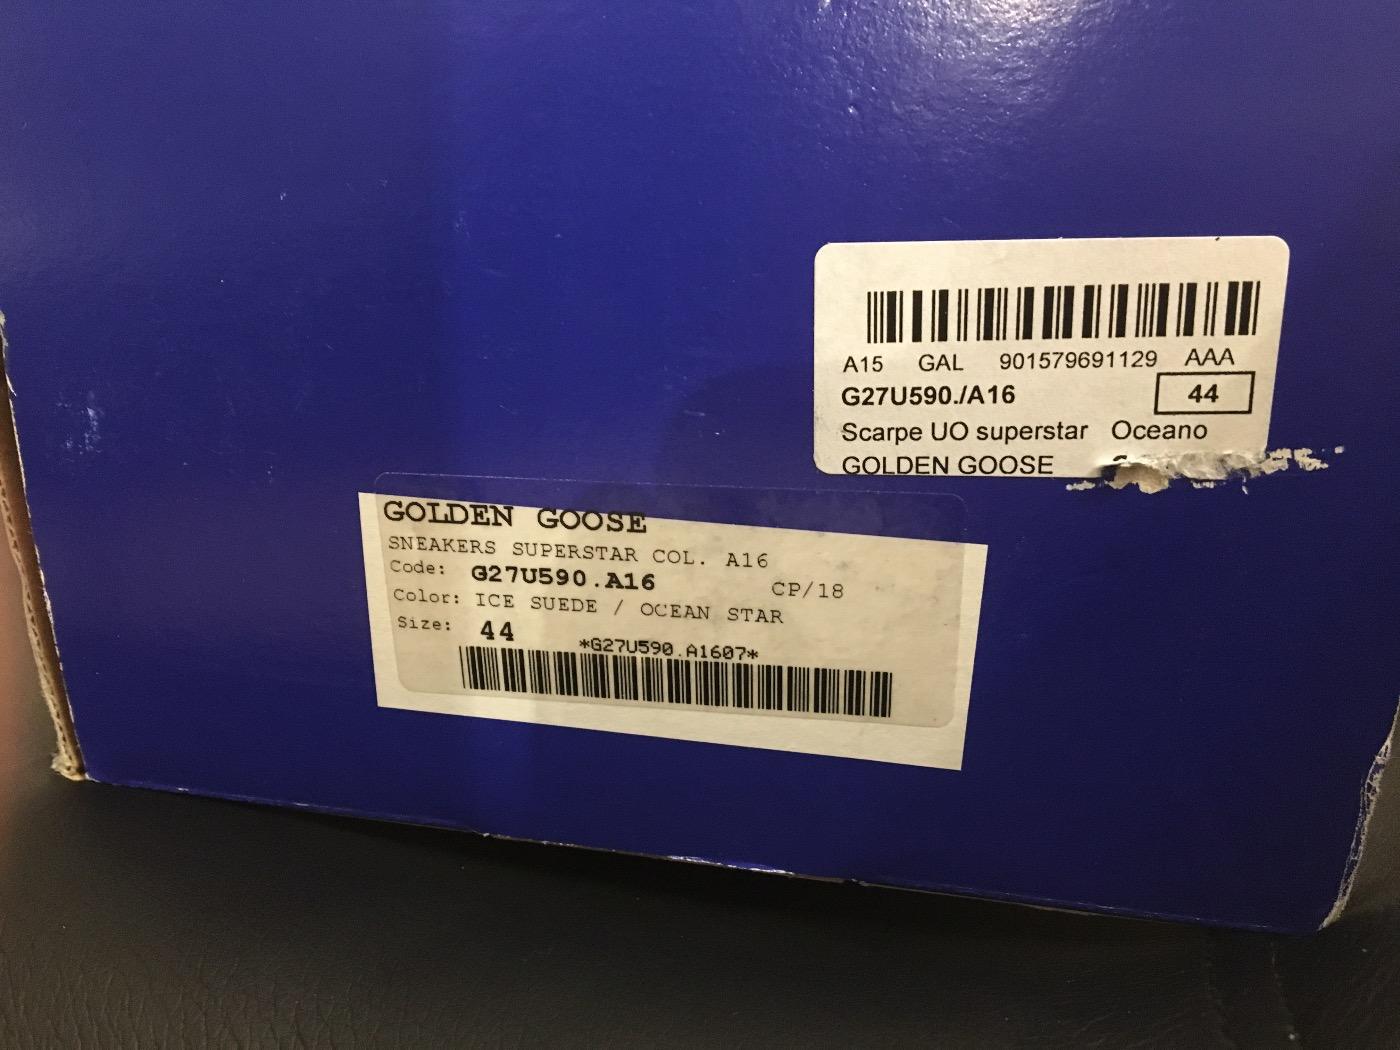 A15 GAL 901579691129 AAA
G27U590./A16 44
Scarpe UO superstar Oceano
GOLDEN GOOSE
GOLDEN GOOSE
SNEAKERS SUPERSTAR COL. A16
Code: G27U590.A16 CP/18
Color: ICE SUEDE / OCEAN STAR
Size: 44
*G27U590.A1607*